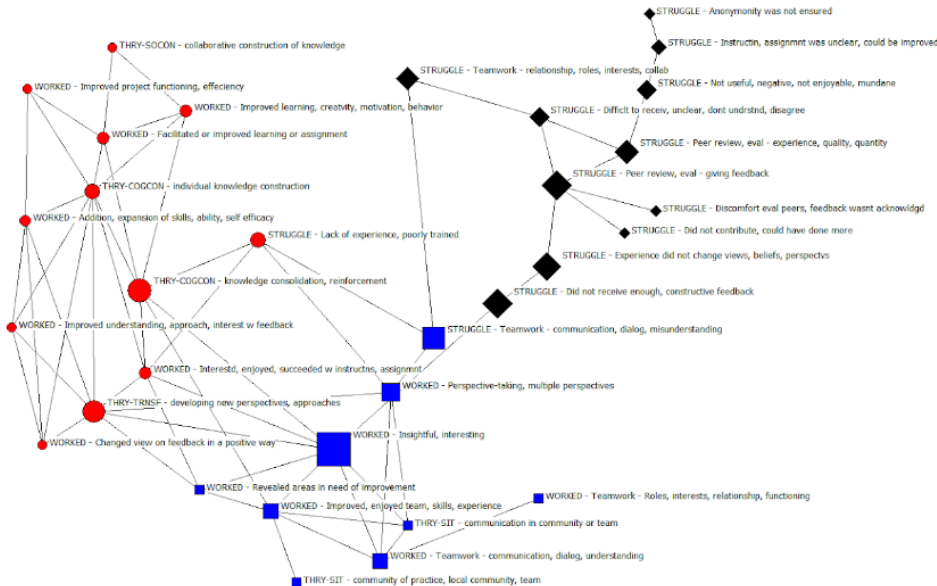 STRUGGLE - Anonymonity was not ensured
THRY-SOCON - collaborative construction of knowledge
STRUGGLE - Instructin, assignmnt was unclear, could be improved
STRUGGLE - Teamwork - relationship, roles, interests, collab
WORKED - Improved project functioning, effeciency
STRUGGLE - Not useful, negative, not enjoyable, mundane
WORKED - Improved learning, creatvity, motivation, behavior
STRUGGLE - Difficlt to receiv, unclear, dont undrstnd, disagree
WORKED - Facilitated or improved learning or assignment
STRUGGLE - Peer review, eval - experience, quality, quantity
STRUGGLE - Peer review, eval - giving feedback
THRY-COGCON - individual knowledge construction
STRUGGLE - Discomfort eval peers, feedback wasnt acknowldgd
WORKED - Addition, expansion of skills, ability, self efficacy
STRUGGLE - Did not contribute, could have done more
STRUGGLE - Lack of experience, poorly trained
STRUGGLE - Experience did not change views, beliefs, perspectvs
THRY-COGCON - knowledge consolidation, reinforcement
STRUGGLE - Did not receive enough, constructive feedback
WORKED - Improved understanding, approach, interest w feedback
STRUGGLE - Teamwork - communication, dialog, misunderstanding
WORKED - Interestd, enjoyed, succeeded w instructns, assignmnt
WORKED - Perspective-taking, multiple perspectives
THRY-TRNSF - developing new perspectives, approaches
WORKED - Insightful, interesting
WORKED - Changed view on feedback in a positive way
WORKED - Revealed areas in need of improvement
WORKED - Teamwork - Roles, interests, relationship, functioning
WORKED - Improved, enjoyed team, skills, experience
THRY-SIT - communication in community or team
WORKED - Teamwork - communication, dialog, understanding
THRY-SIT - community of practice, local community, team